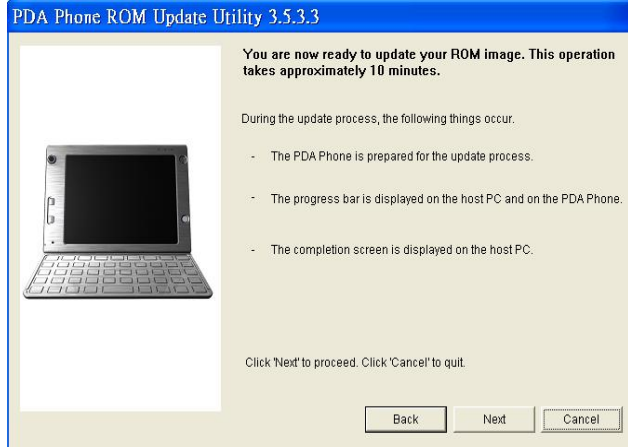 PDA Phone ROM Update Utility 3.5.3.3
You are now ready to update your ROM image. This operation
takes approximately 10 minutes.
During the update process, the following things occur.
- The PDA Phone is prepared for the update process.
- The progress bar is displayed on the host PC and on the PDA Phone.
- The completion screen is displayed on the host PC.
Click 'Next' to proceed. Click 'Cancel' to quit.
Back Next Cancel